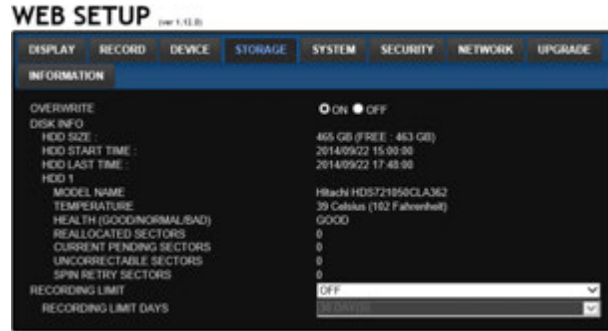 WEB SETUP (ver 1.12.0)
DISPLAY RECORD DEVICE STORAGE SYSTEM SECURITY NETWORK UPGRADE
INFORMATION
OVERWRITE ON OFF
DISK INFO
HDD SIZE : 465 GB (FREE : 463 GB)
HDD START TIME : 2014/09/22 15:00:00
HDD LAST TIME : 2014/09/22 17:48:00
HDD 1
MODEL NAME Hitachi HDS721050CLA362
TEMPERATURE 39 Celsius (102 Fahrenheit)
HEALTH (GOOD/NORMAL/BAD) GOOD
REALLOCATED SECTORS 0
CURRENT PENDING SECTORS 0
UNCORRECTABLE SECTORS 0
SPIN RETRY SECTORS 0
RECORDING LIMIT OFF
RECORDING LIMIT DAYS